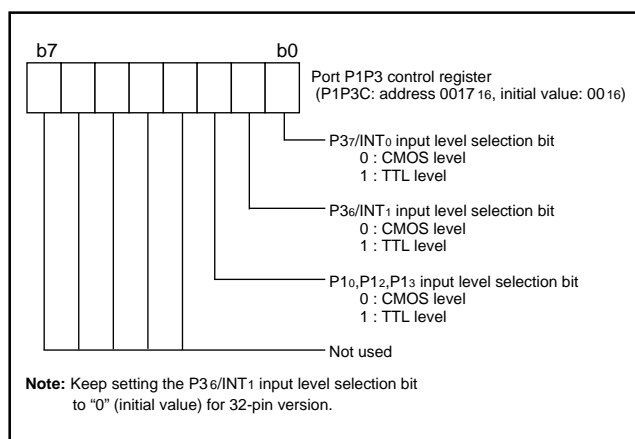 b7 b0
Port P1P3 control register
(P1P3C: address 0017 16, initial value: 00 16)
P37/INT0 input level selection bit
0 : CMOS level
1 : TTL level
P36/INT1 input level selection bit
0 : CMOS level
1 : TTL level
P10,P12,P13 input level selection bit
0 : CMOS level
1 : TTL level
Not used
Note: Keep setting the P36/INT1 input level selection bit
to “0” (initial value) for 32-pin version.